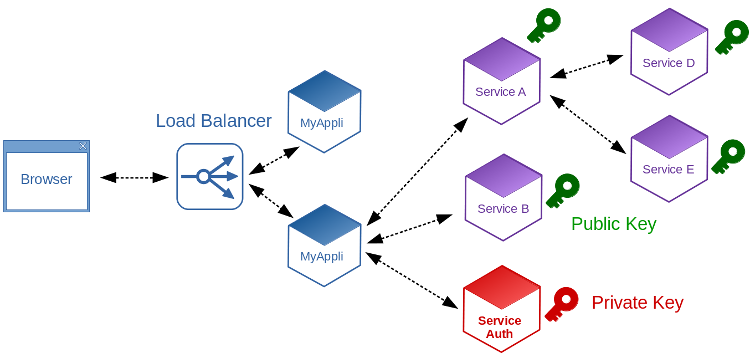 Browser
Load Balancer
MyAppli
MyAppli
Service A
Service B
Service
Auth
Service D
Service E
Public Key
Private Key